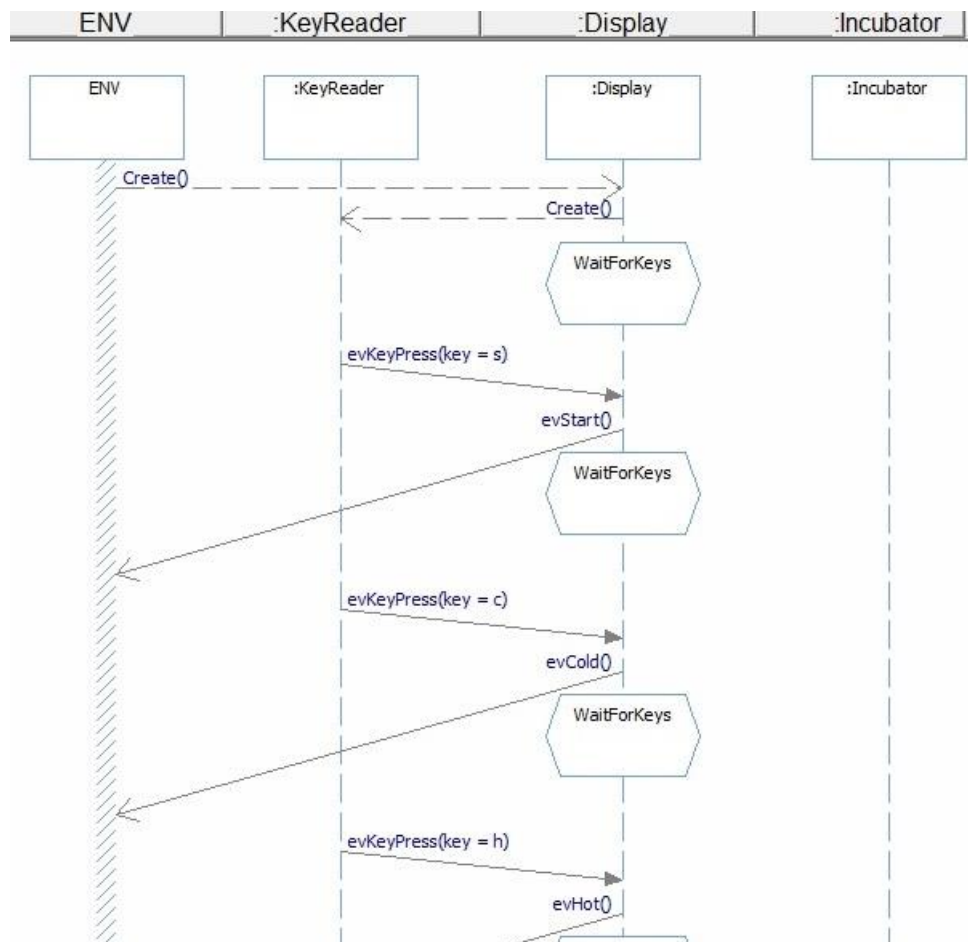 ENV :KeyReader :Display :Incubator
ENV :KeyReader :Display :Incubator
Create()
Create()
WaitForKeys
evKeyPress(key = s)
evStart()
WaitForKeys
evKeyPress(key = c)
evCold()
WaitForKeys
evKeyPress(key = h)
evHot()